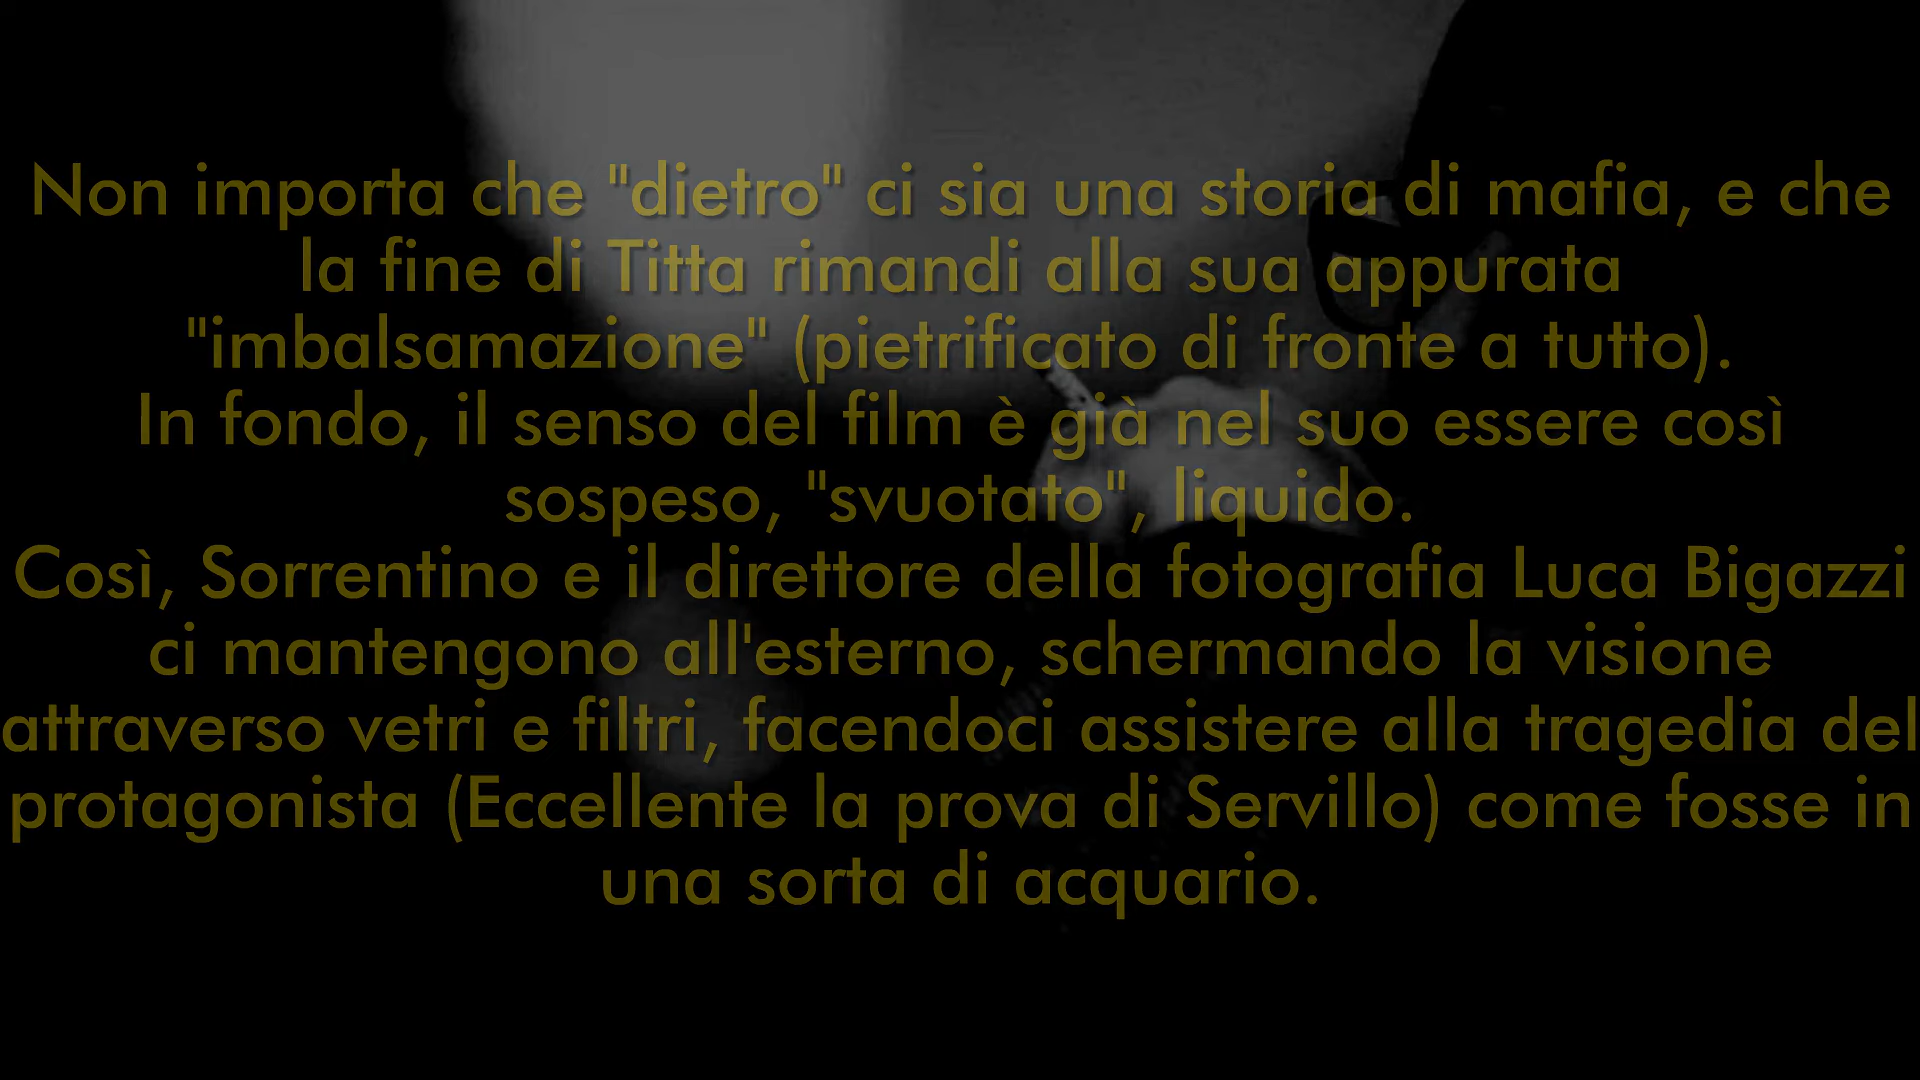 Non importa che "dietro" ci sia una storia di mafia, e che
la fine di Titta rimandi alla sua appurata
"imbalsamazione" (pietrificato di fronte a tutto).
In fondo, il senso del film è già nel suo essere così
sospeso, "svuotato", liquido.
Così, Sorrentino e il direttore della fotografia Luca Bigazzi
ci mantengono all'esterno, schermando la visione
attraverso vetri e filtri, facendoci assistere alla tragedia del
protagonista (Eccellente la prova di Servillo) come fosse in
una sorta di acquario.